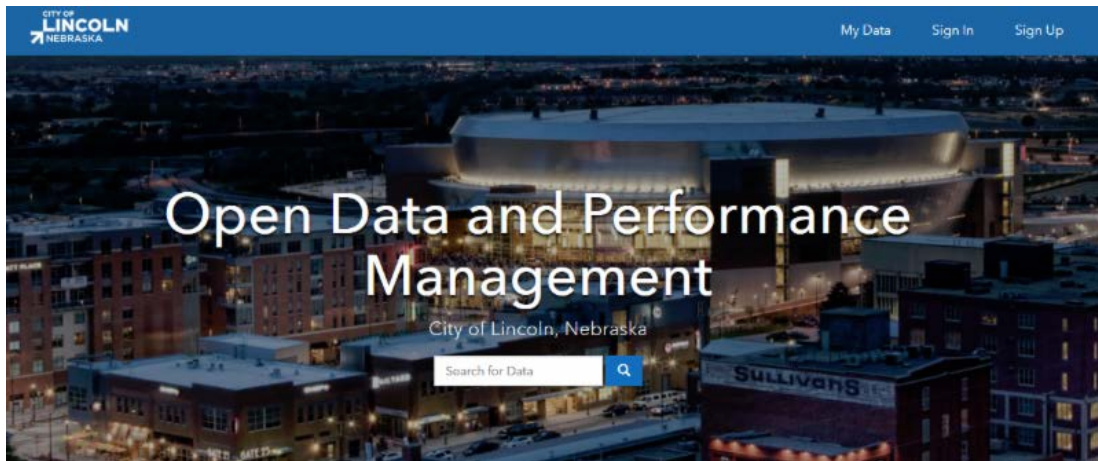 CITY OF
LINCOLN
NEBRASKA
My Data Sign In Sign Up
Open Data and Performance
Management
City of Lincoln, Nebraska
Search for Data
SULLIVANS